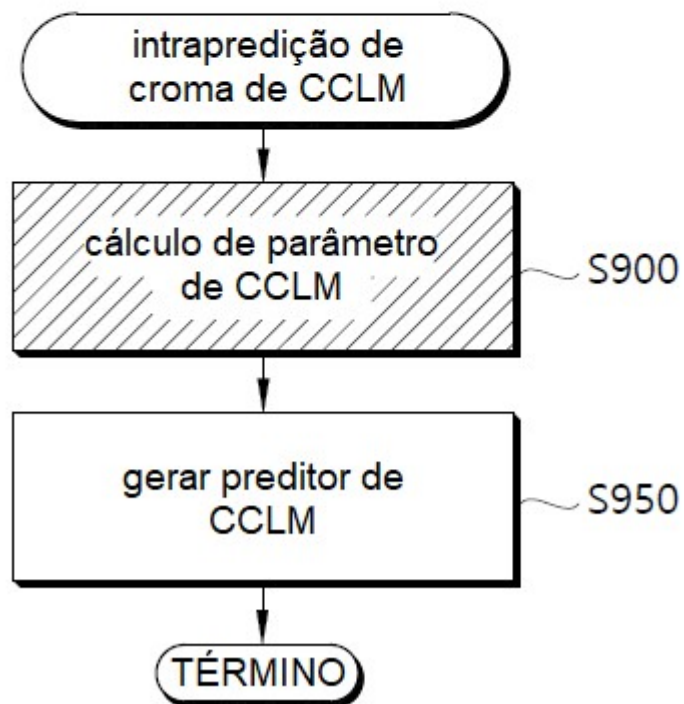 intrapredição de
croma de CCLM
cálculo de parâmetro
de CCLM
S900
gerar preditor de
CCLM
S950
TÉRMINO